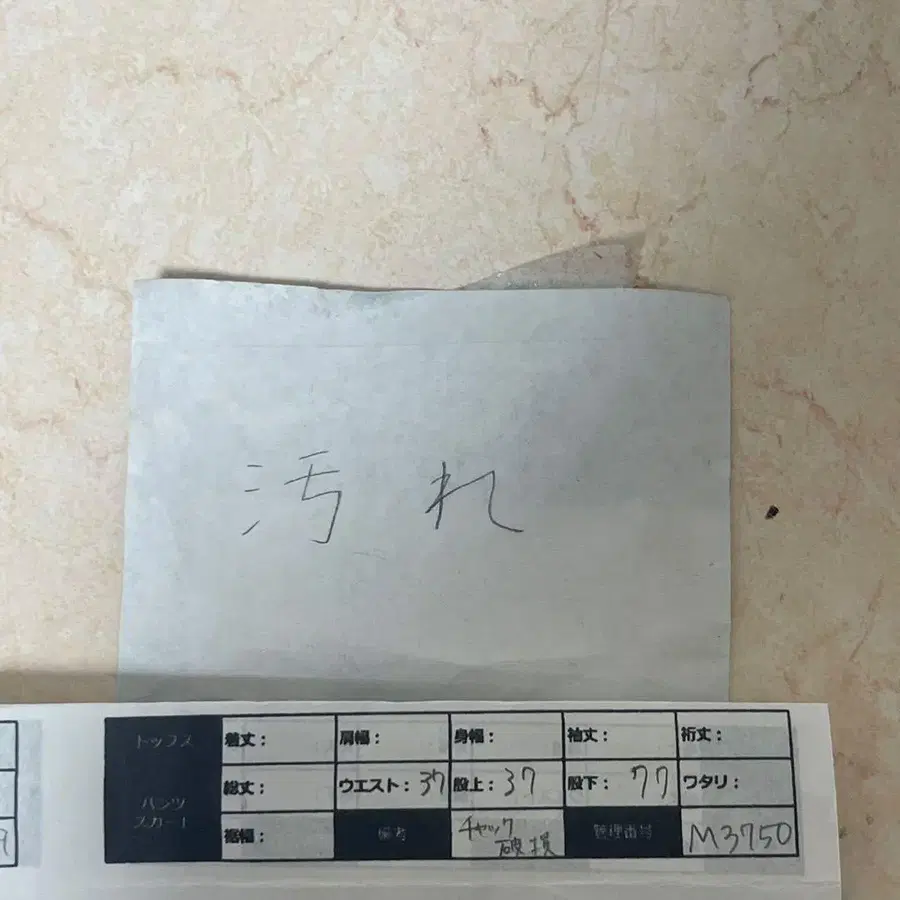 汚れ
トップス 着丈： 肩幅： 身幅： 袖丈： 裄丈：
パンツ 総丈： ウエスト：37 股上：37 股下：77 ワタリ：
スカート 裾幅： 備考 チャック 管理番号 M3750
破損
9